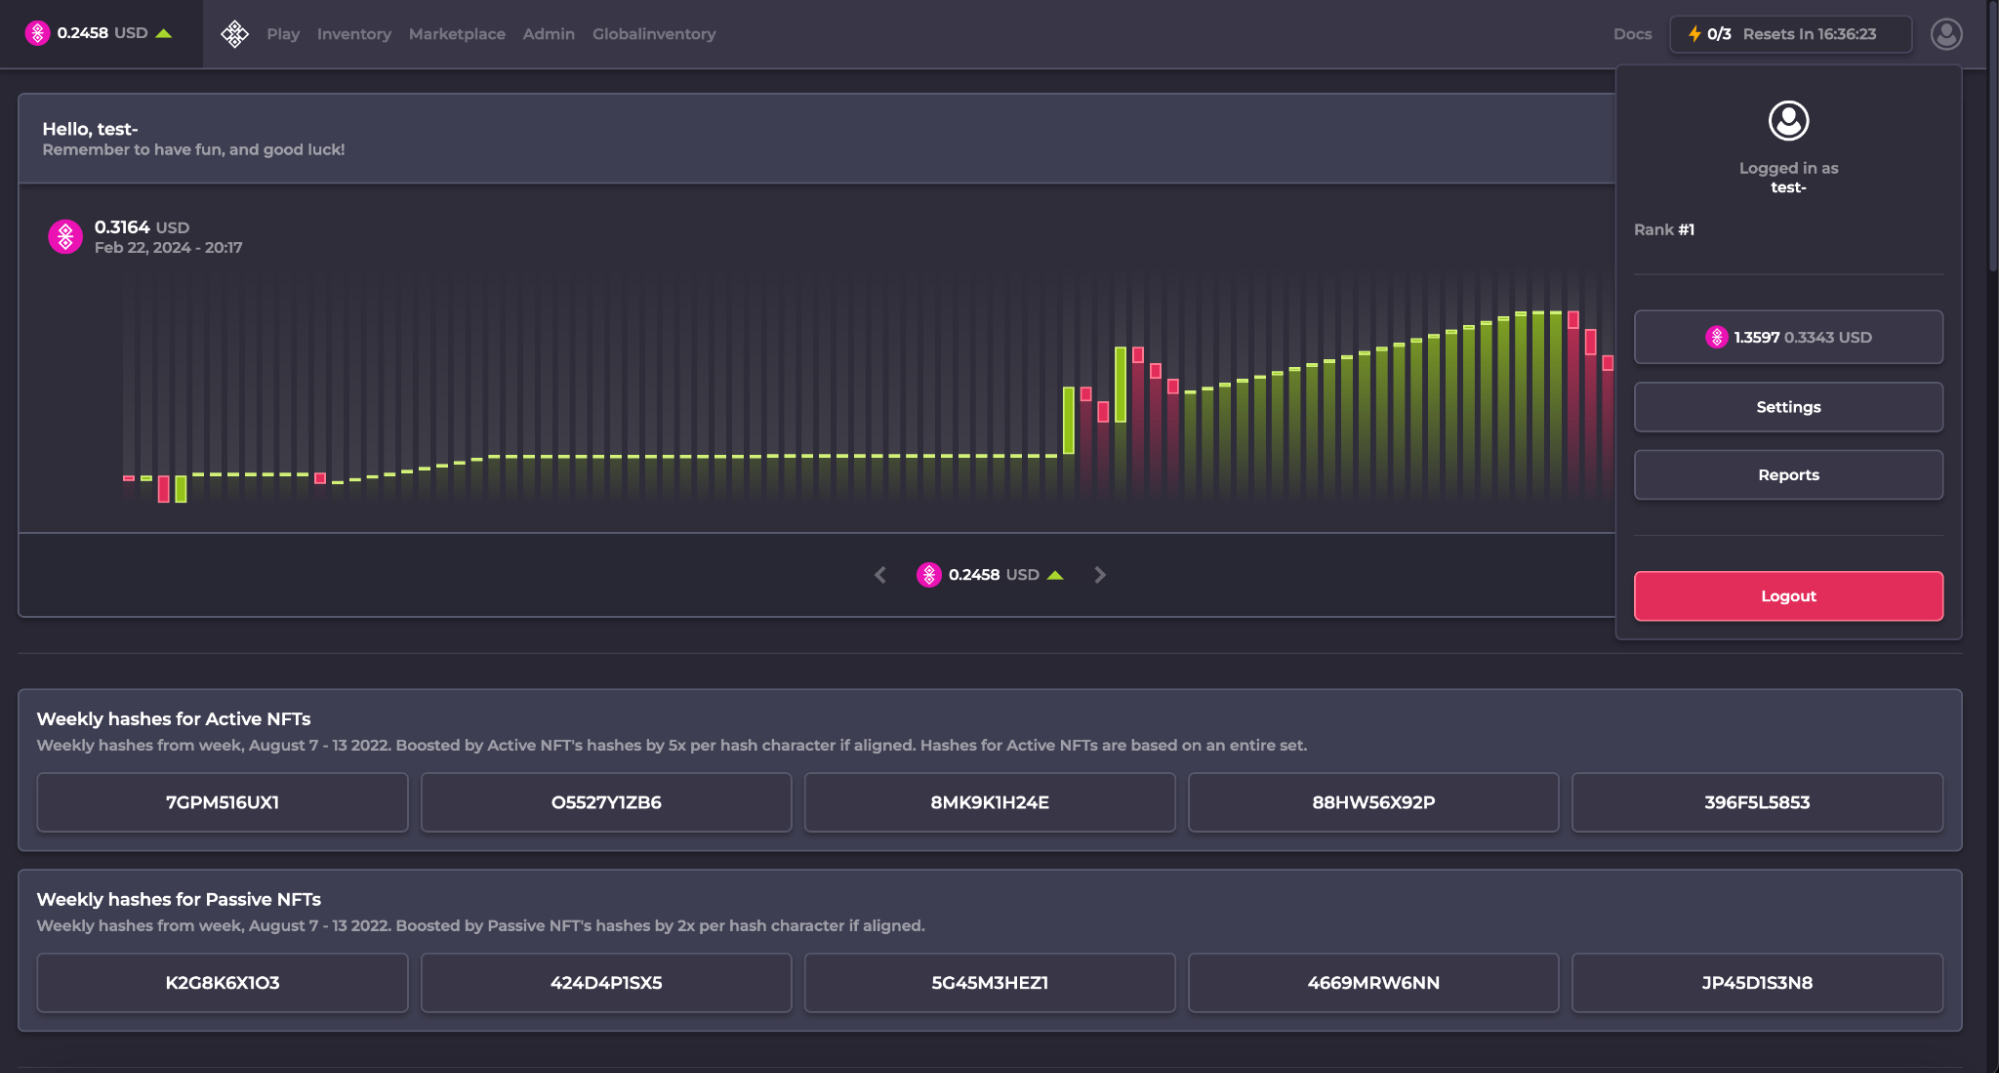 0.2458 USD
Play Inventory Marketplace Admin Globalinventory
Docs
0/3 Resets In 16:36:23
Hello, test-
Remember to have fun, and good luck!
0.3164 USD
Feb 22, 2024 - 20:17
0.2458 USD
Logged in as
test-
Rank #1
1.3597 0.3343 USD
Settings
Reports
Logout
Weekly hashes for Active NFTs
Weekly hashes from week, August 7 - 13 2022. Boosted by Active NFT's hashes by 5x per hash character if aligned. Hashes for Active NFTs are based on an entire set.
7GPM516UX1 O5527Y1ZB6 8MK9K1H24E 88HW56X92P 396F5L5853
Weekly hashes for Passive NFTs
Weekly hashes from week, August 7 - 13 2022. Boosted by Passive NFT's hashes by 2x per hash character if aligned.
K2G8K6X1O3 424D4P1SX5 5G45M3HEZ1 4669MRW6NN JP45D1S3N8